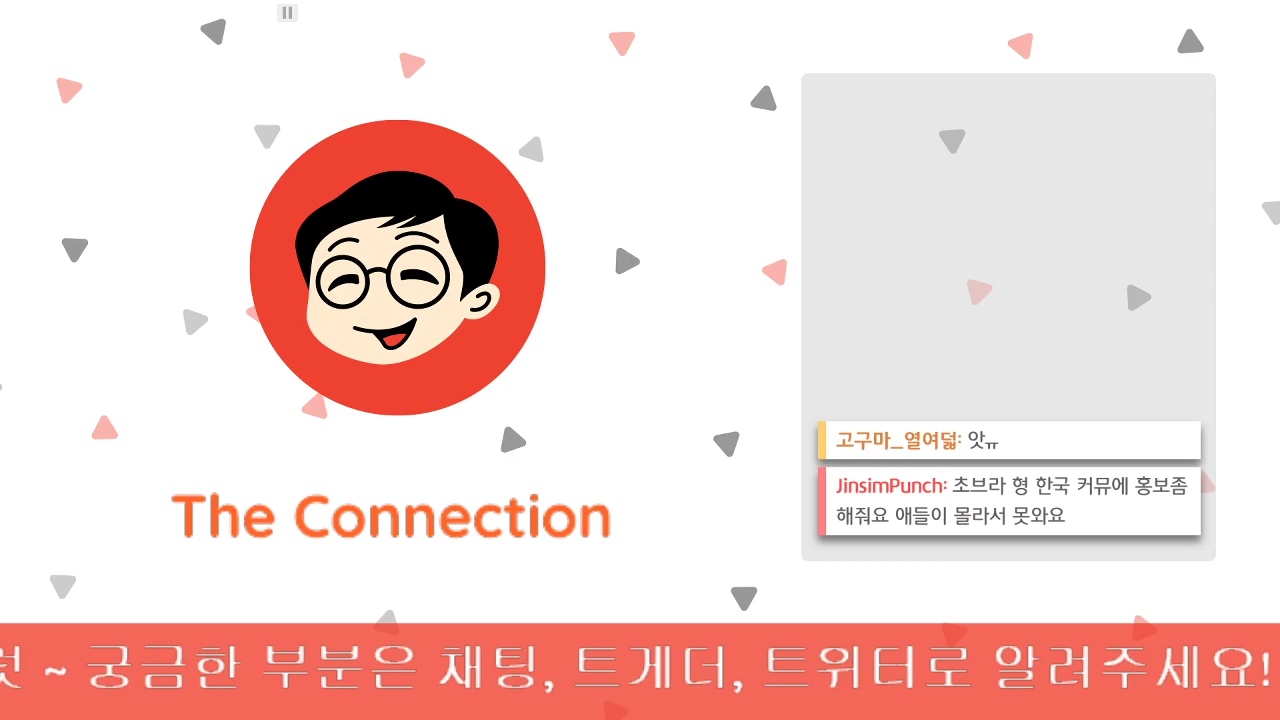 고구마_열여덟: 앗ㅠ
JinsimPunch: 초브라 형 한국 커뮤에 홍보좀
해줘요 애들이 몰라서 못와요
The Connection
~ 궁금한 부분은 채팅, 트게더, 트위터로 알려주세요!